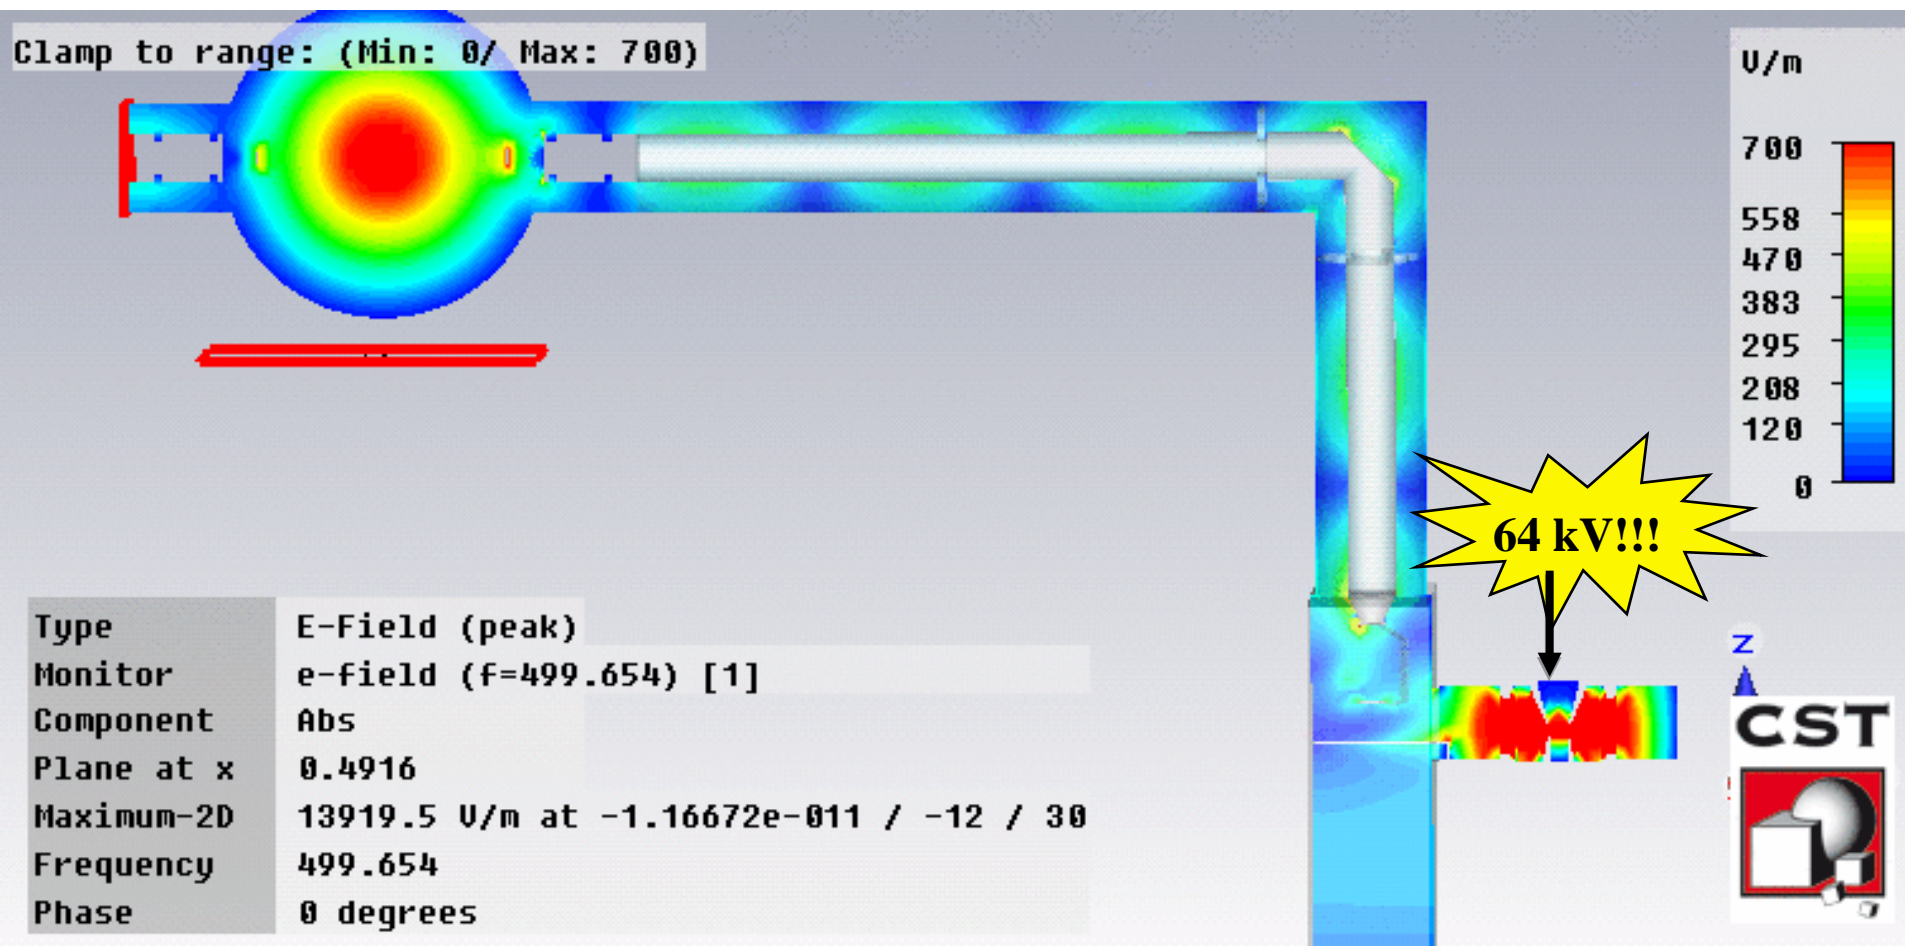 Clamp to range: (Min: 0/ Max: 700)
V/m
700
558
470
383
295
208
120
0
64 kV!!!
Type E-Field (peak)
Monitor e-field (f=499.654) [1]
Component Abs
Plane at x 0.4916
Maximum-2D 13919.5 V/m at -1.16672e-011 / -12 / 30
Frequency 499.654
Phase 0 degrees
Z
CST